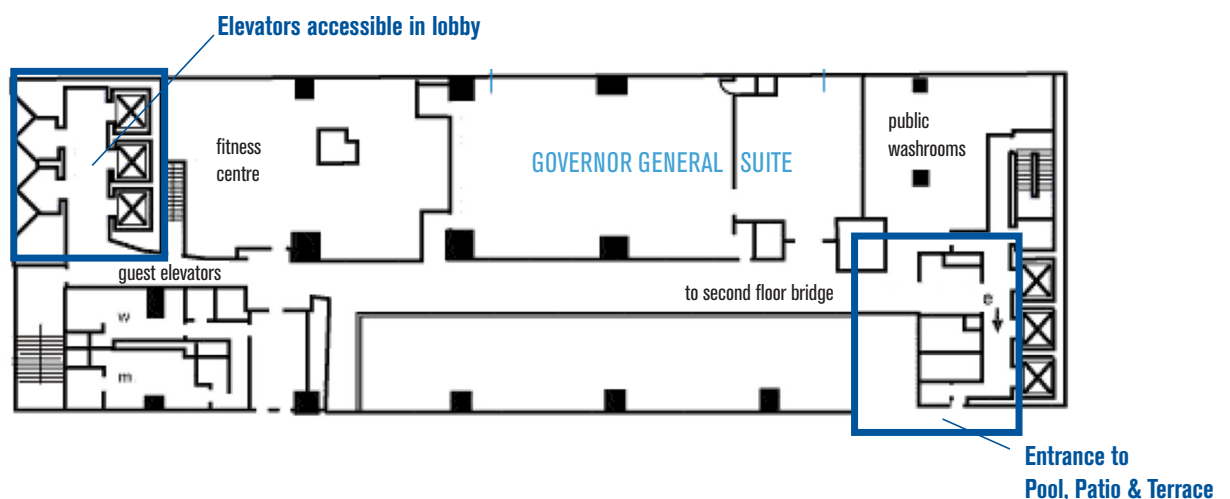 Elevators accessible in lobby
fitness
centre
GOVERNOR GENERAL SUITE
public
washrooms
guest elevators
to second floor bridge
w
e
m
Entrance to
Pool, Patio & Terrace